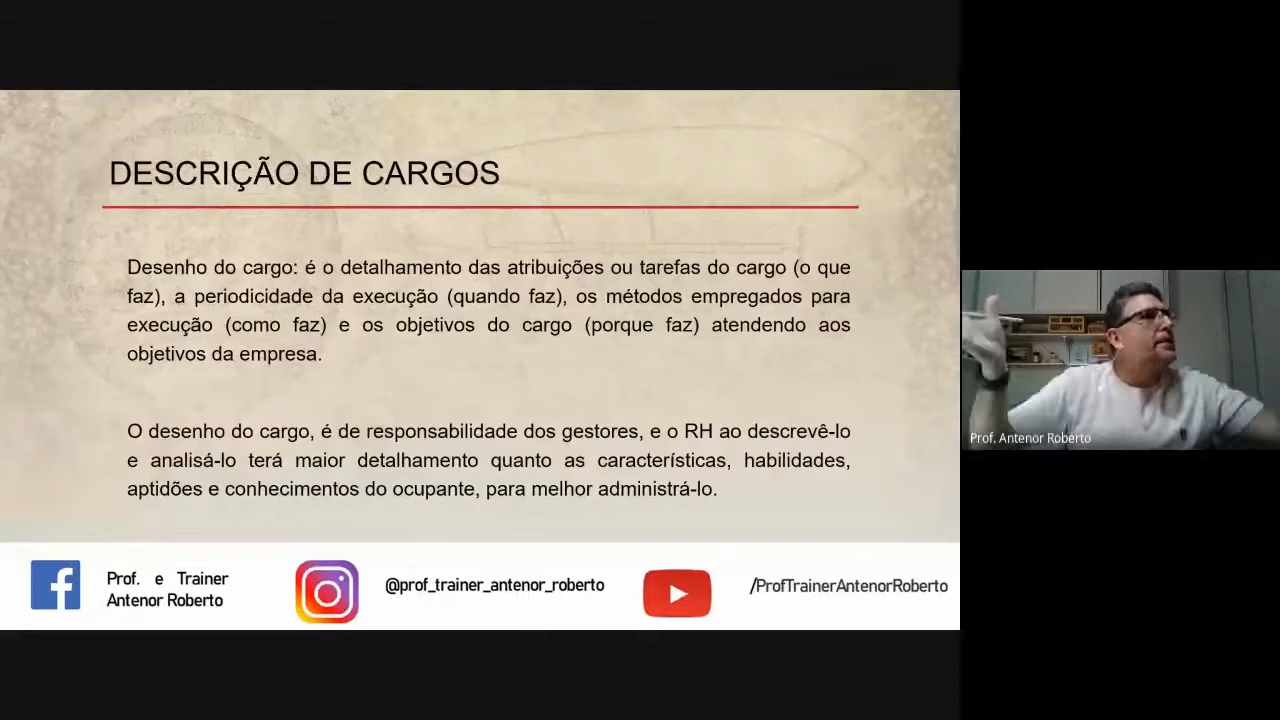 DESCRIÇÃO DE CARGOS
Desenho do cargo: é o detalhamento das atribuições ou tarefas do cargo (o que
faz), a periodicidade da execução (quando faz), os métodos empregados para
execução (como faz) e os objetivos do cargo (porque faz) atendendo aos
objetivos da empresa.
O desenho do cargo, é de responsabilidade dos gestores, e o RH ao descrevê-lo
e analisá-lo terá maior detalhamento quanto as características, habilidades,
aptidões e conhecimentos do ocupante, para melhor administrá-lo.
Prof. Antenor Roberto
Prof. e Trainer
Antenor Roberto
@prof_trainer_antenor_roberto
/ProfTrainerAntenorRoberto